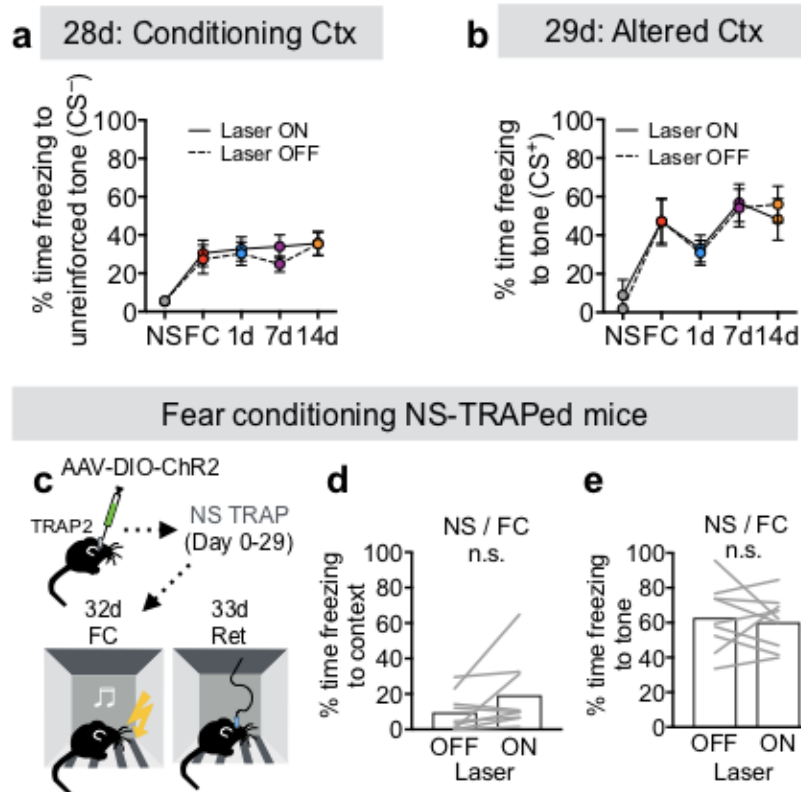 a
28d: Conditioning Ctx
% time freezing to
unreinforced tone (CS⁻)
100
80
60
40
20
0
Laser ON
Laser OFF
NS FC 1d 7d 14d
b
29d: Altered Ctx
% time freezing
to tone (CS⁺)
100
80
60
40
20
0
Laser ON
Laser OFF
NS FC 1d 7d 14d
Fear conditioning NS-TRAPed mice
c
AAV-DIO-ChR2
TRAP2
NS TRAP
(Day 0-29)
32d
FC
33d
Ret
d
NS / FC
n.s.
% time freezing
to context
100
80
60
40
20
0
OFF ON
Laser
e
NS / FC
n.s.
% time freezing
to tone
100
80
60
40
20
0
OFF ON
Laser